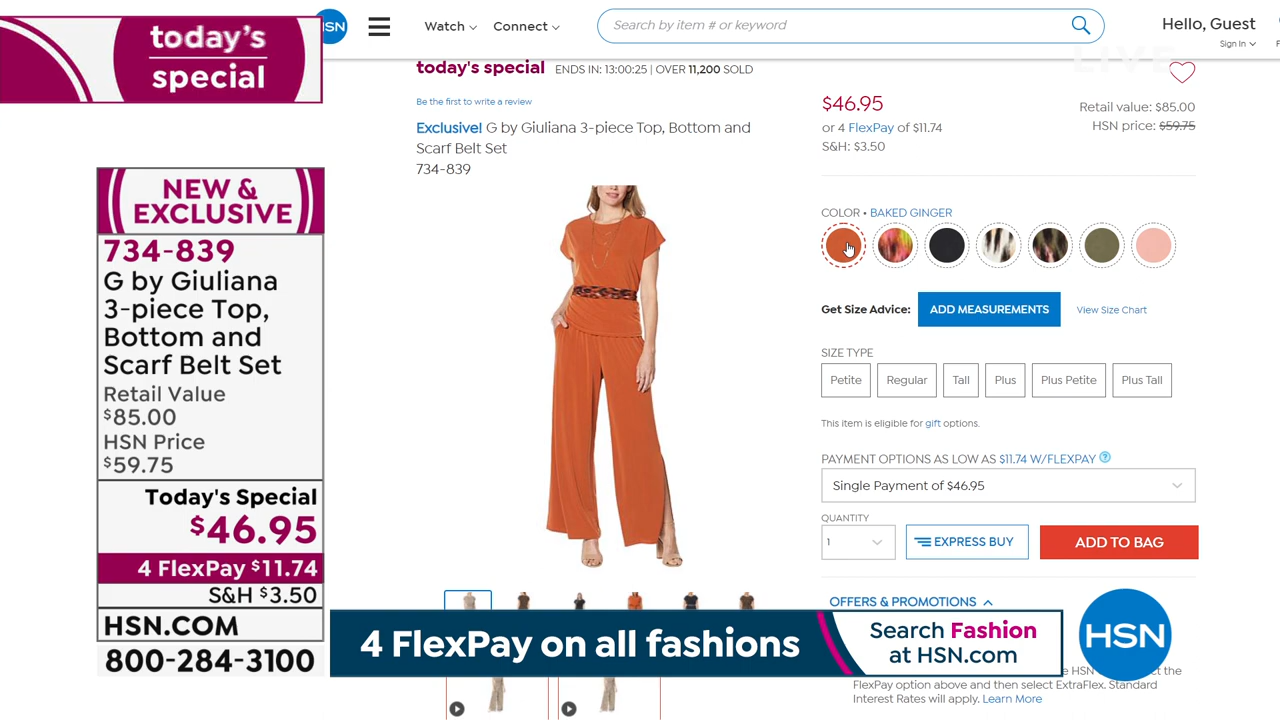 today's
special
HSN
Watch
Connect
Search by item # or keyword
Hello, Guest
Sign In
LIVE
today's special ENDS IN: 13:00:25 | OVER 11,200 SOLD
Be the first to write a review
Exclusive! G by Giuliana 3-piece Top, Bottom and
Scarf Belt Set
734-839
$46.95
or 4 FlexPay of $11.74
S&H: $3.50
Retail value: $85.00
HSN price: $59.75
COLOR • BAKED GINGER
Get Size Advice:
ADD MEASUREMENTS
View Size Chart
SIZE TYPE
Petite
Regular
Tall
Plus
Plus Petite
Plus Tall
This item is eligible for gift options.
PAYMENT OPTIONS AS LOW AS $11.74 W/FLEXPAY ?
Single Payment of $46.95
QUANTITY
1
EXPRESS BUY
ADD TO BAG
OFFERS & PROMOTIONS
FlexPay option above and then select ExtraFlex. Standard
Interest Rates will apply. Learn More
NEW &
EXCLUSIVE
734-839
G by Giuliana
3-piece Top,
Bottom and
Scarf Belt Set
Retail Value
$85.00
HSN Price
$59.75
Today's Special
$46.95
4 FlexPay $11.74
S&H $3.50
HSN.COM
800-284-3100
4 FlexPay on all fashions
Search Fashion
at HSN.com
HSN